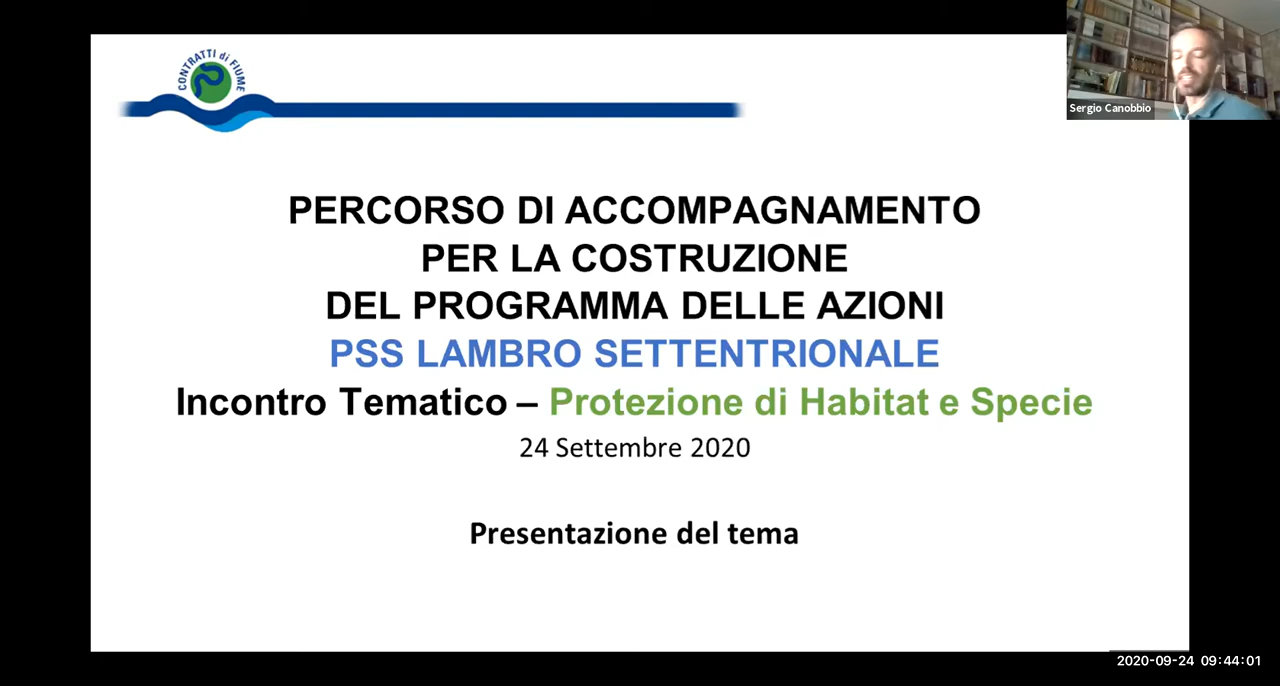 CONTRATTI di FIUME
Sergio Canobbio
PERCORSO DI ACCOMPAGNAMENTO
PER LA COSTRUZIONE
DEL PROGRAMMA DELLE AZIONI
PSS LAMBRO SETTENTRIONALE
Incontro Tematico – Protezione di Habitat e Specie
24 Settembre 2020
Presentazione del tema
2020-09-24 09:44:01